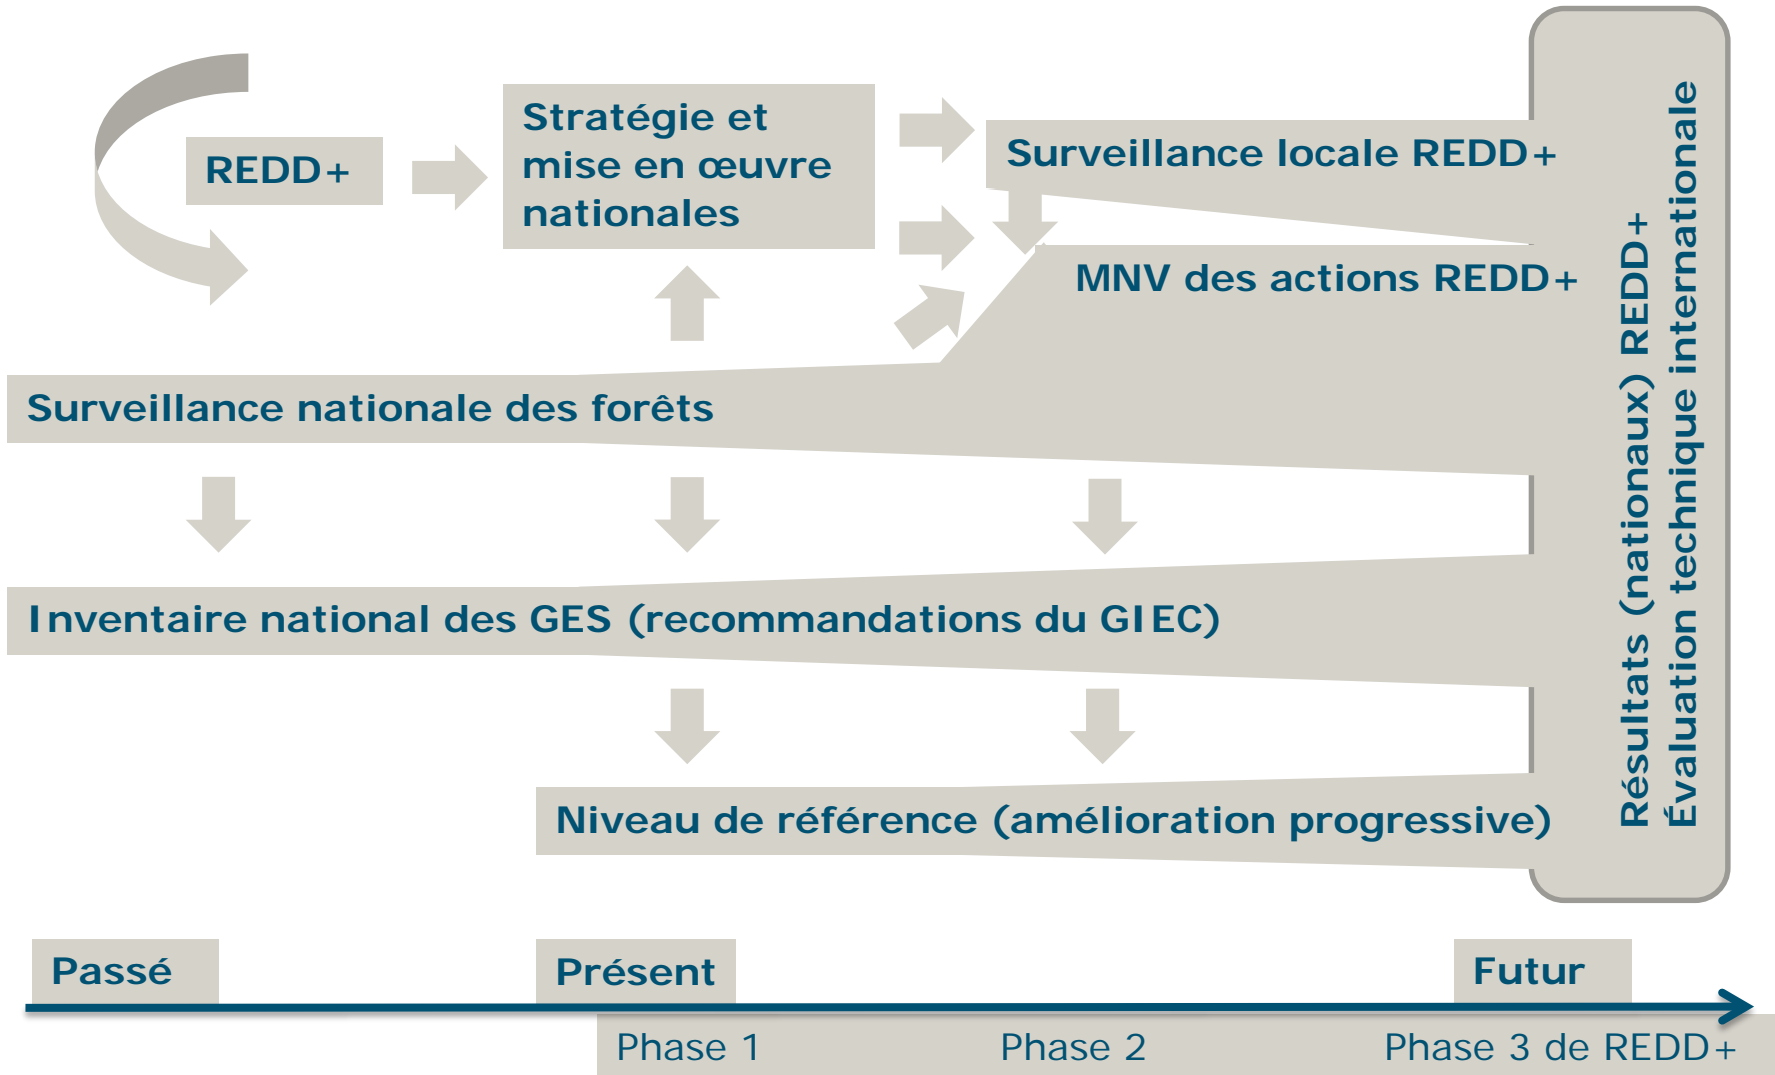 REDD+
Stratégie et
mise en œuvre
nationales
Surveillance locale REDD+
MNV des actions REDD+
Surveillance nationale des forêts
Inventaire national des GES (recommandations du GIEC)
Niveau de référence (amélioration progressive)
Résultats (nationaux) REDD+
Évaluation technique internationale
Passé
Présent
Futur
Phase 1
Phase 2
Phase 3 de REDD+